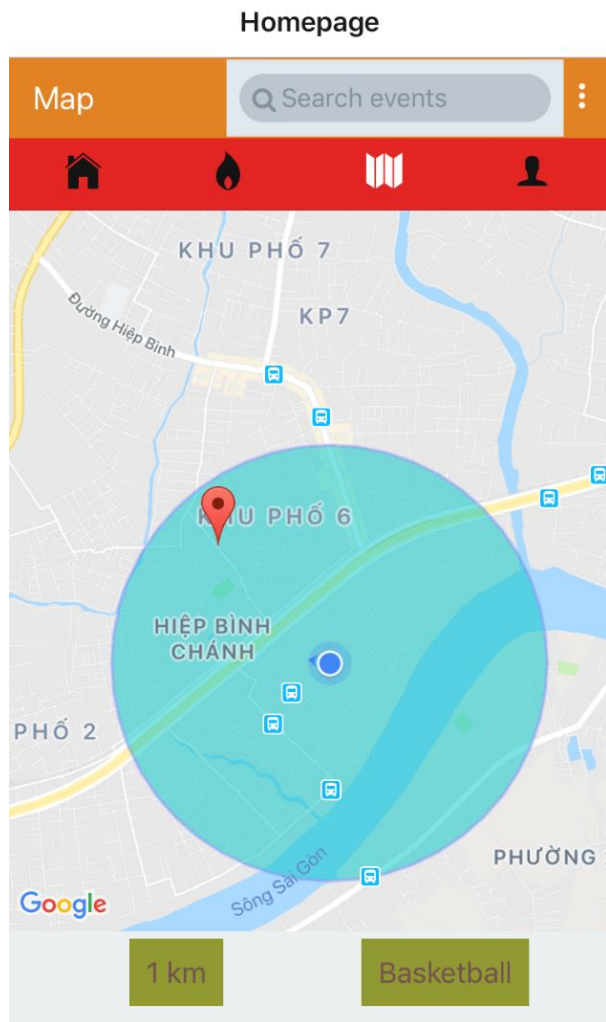 Homepage
Map
Search events
KHU PHỐ 7
Đường Hiệp Bình
KP7
KHU PHỐ 6
HIỆP BÌNH
CHÁNH
PHỐ 2
PHƯỜNG
Google
Sông Sài Gòn
1 km
Basketball